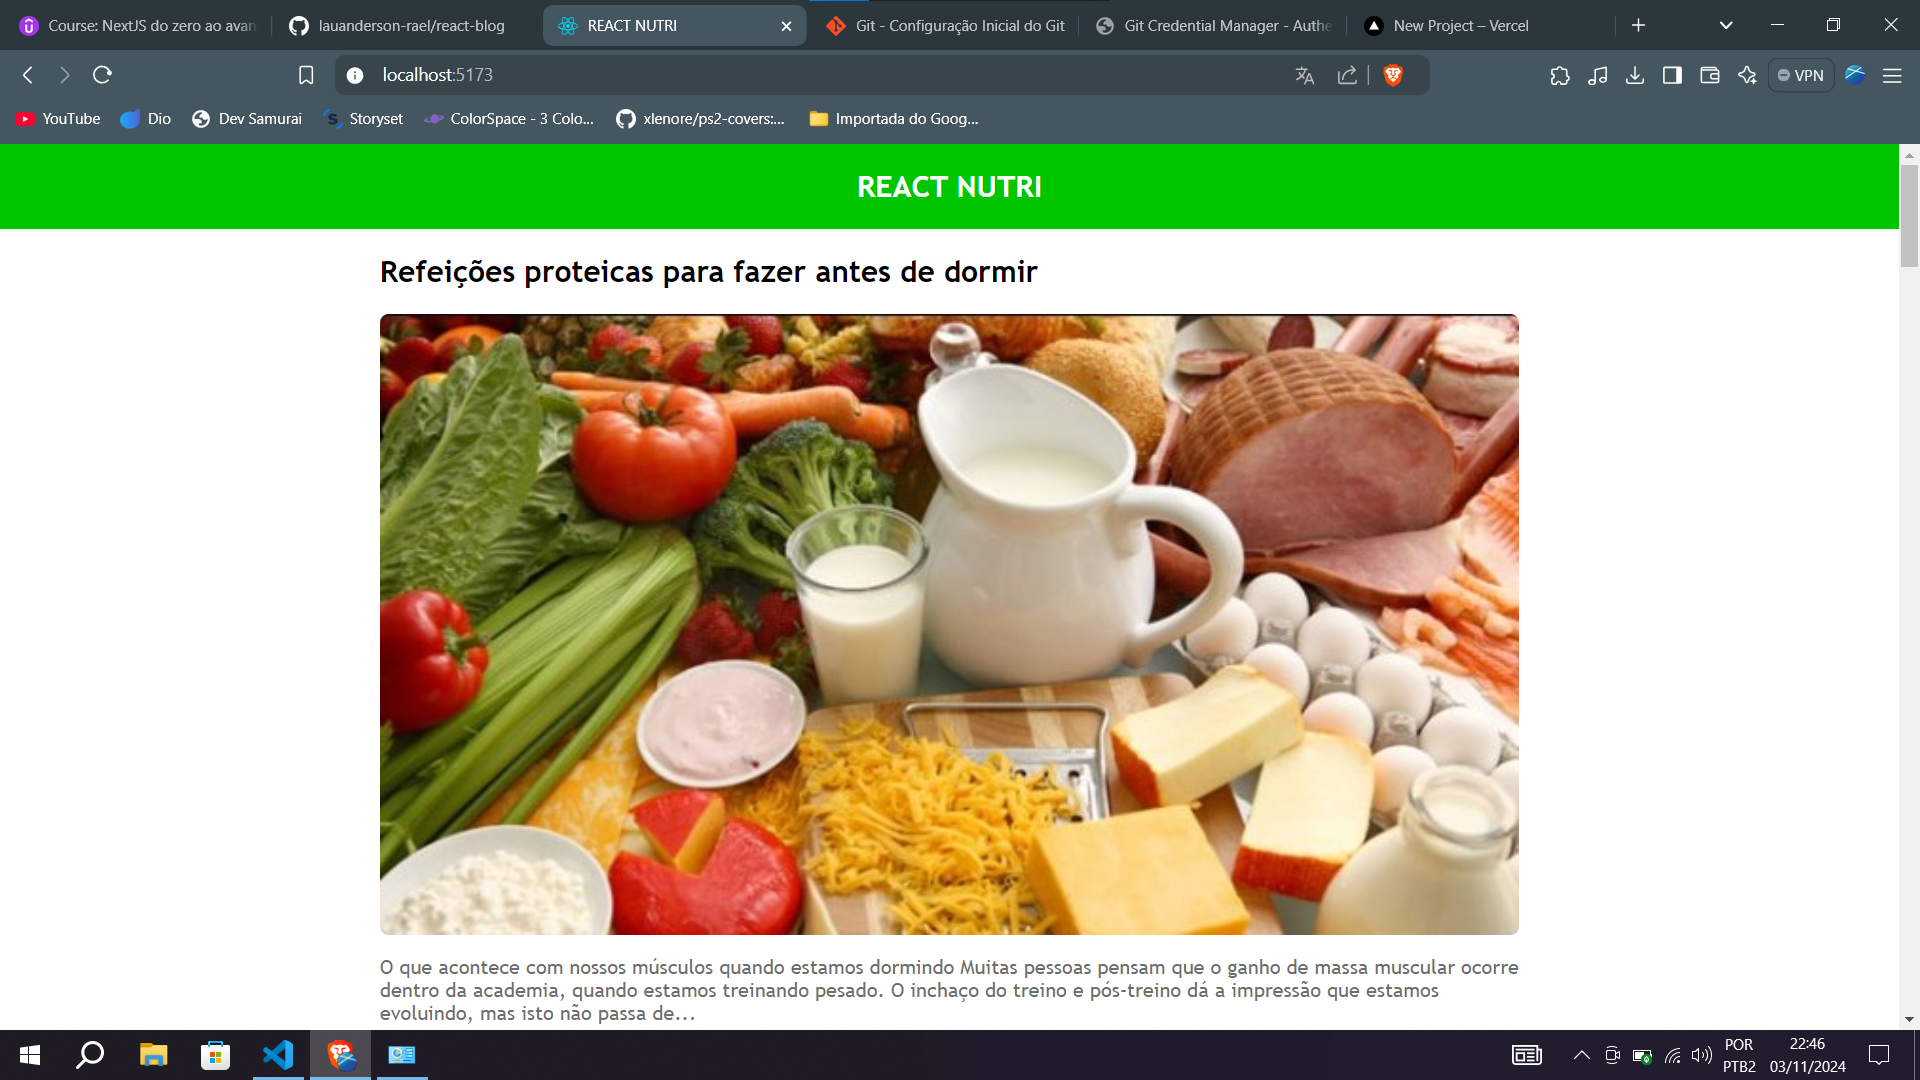 Course: NextJS do zero ao avan
lauanderson-rael/react-blog
REACT NUTRI
Git - Configuração Inicial do Git
Git Credential Manager - Authe
New Project – Vercel
localhost:5173
VPN
YouTube
Dio
Dev Samurai
Storyset
ColorSpace - 3 Colo...
xlenore/ps2-covers:...
Importada do Goog...
REACT NUTRI
Refeições proteicas para fazer antes de dormir
O que acontece com nossos músculos quando estamos dormindo Muitas pessoas pensam que o ganho de massa muscular ocorre
dentro da academia, quando estamos treinando pesado. O inchaço do treino e pós-treino dá a impressão que estamos
evoluindo, mas isto não passa de...
POR
PTB2
22:46
03/11/2024